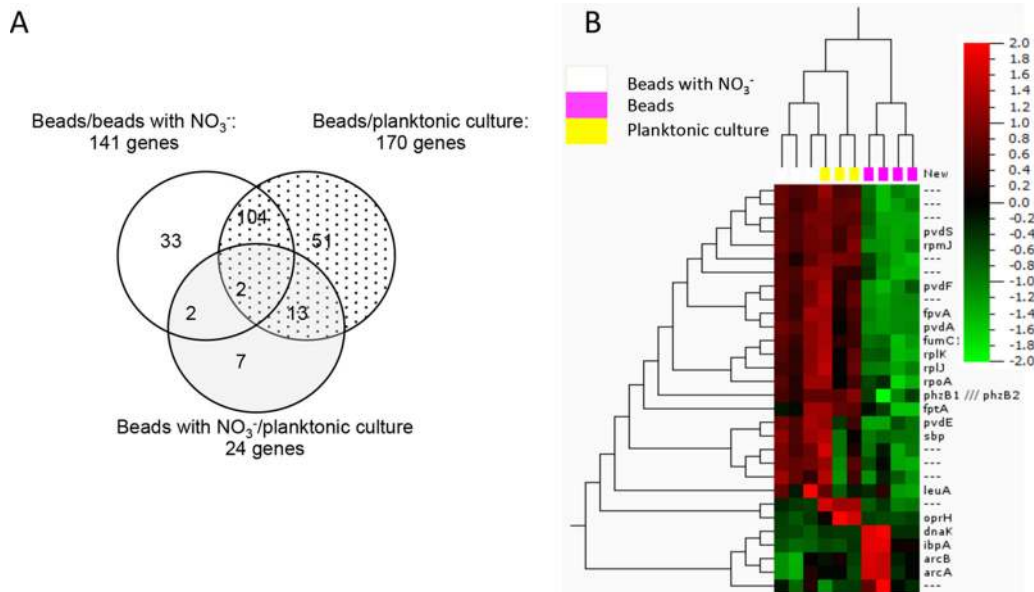 A
Beads/beads with NO₃⁻:
141 genes
Beads/planktonic culture:
170 genes
33
104
51
2
2
13
7
Beads with NO₃⁻/planktonic culture
24 genes
B
Beads with NO₃⁻
Beads
Planktonic culture
2.0
1.8
1.6
1.4
1.2
1.0
0.8
0.6
0.4
0.2
0.0
-0.2
-0.4
-0.6
-0.8
-1.0
-1.2
-1.4
-1.6
-1.8
-2.0
New
---
---
---
pvdS
rpmJ
---
---
pvdF
---
fpvA
pvdA
fumC1
rplK
rplJ
rpoA
phzB1 /// phzB2
fptA
pvdE
sbp
---
---
---
leuA
---
oprH
dnaK
ibpA
arcB
arcA
---